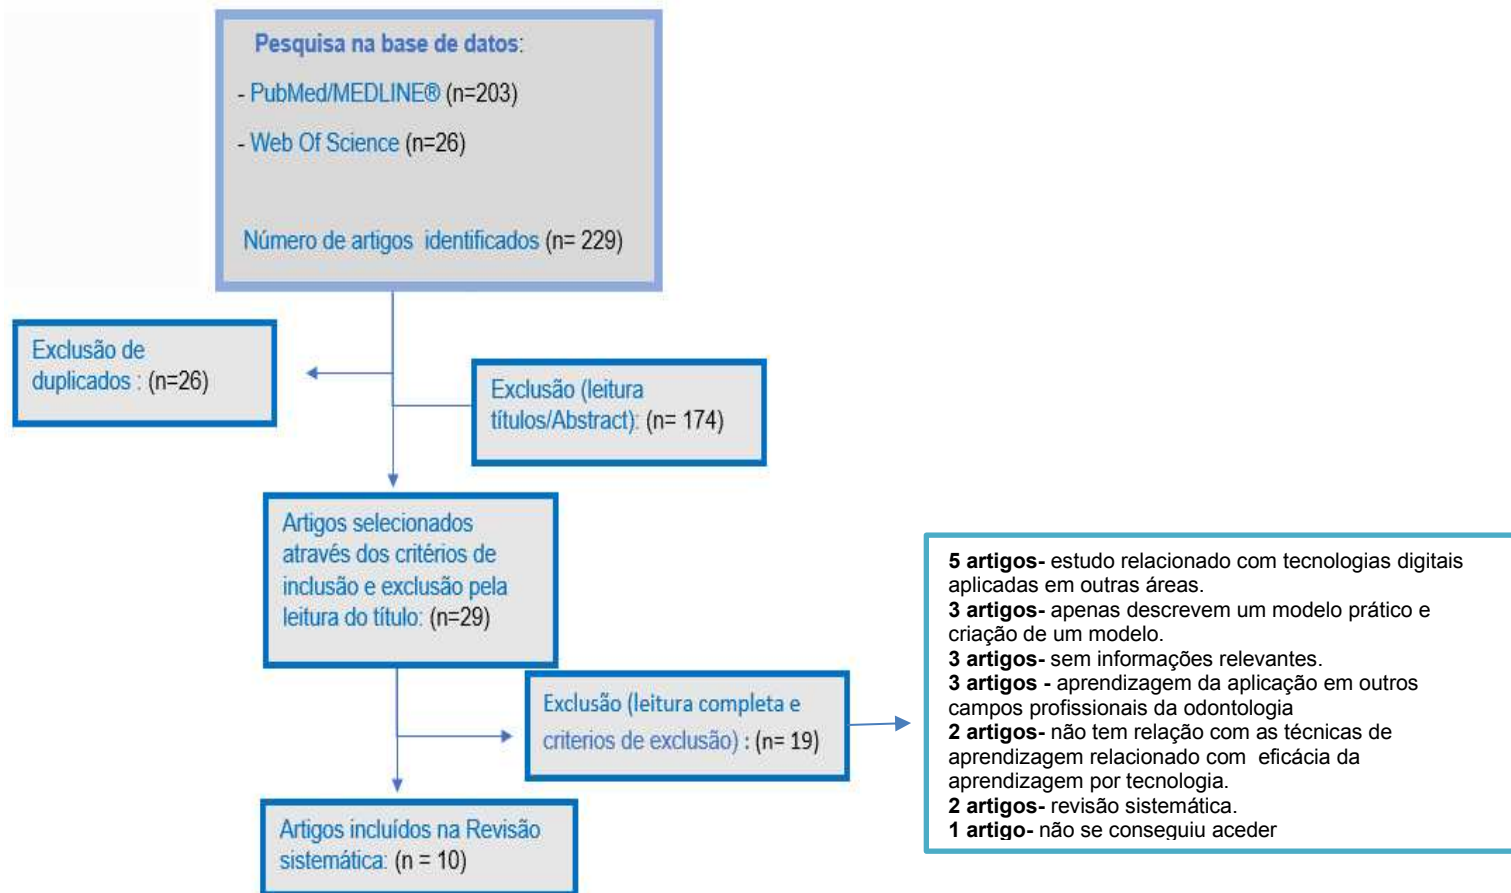 Pesquisa na base de datos:
- PubMed/MEDLINE® (n=203)
- Web Of Science (n=26)
Número de artigos identificados (n= 229)
Exclusão de
duplicados : (n=26)
Exclusão (leitura
títulos/Abstract): (n= 174)
Artigos selecionados
através dos critérios de
inclusão e exclusão pela
leitura do título: (n=29)
Exclusão (leitura completa e
criterios de exclusão) : (n= 19)
5 artigos- estudo relacionado com tecnologias digitais
aplicadas em outras áreas.
3 artigos- apenas descrevem um modelo prático e
criação de um modelo.
3 artigos- sem informações relevantes.
3 artigos - aprendizagem da aplicação em outros
campos profissionais da odontologia
2 artigos- não tem relação com as técnicas de
aprendizagem relacionado com eficácia da
aprendizagem por tecnologia.
2 artigos- revisão sistemática.
1 artigo- não se conseguiu aceder
Artigos incluídos na Revisão
sistemática: (n = 10)